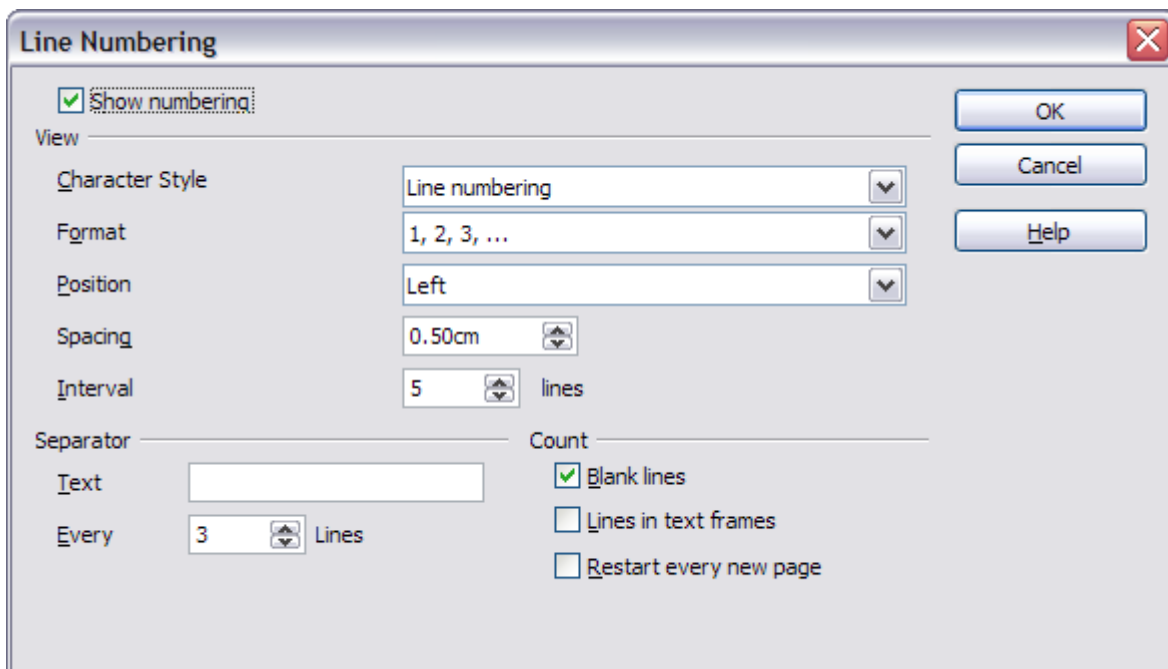 Line Numbering
Show numbering
OK
View
Cancel
Character Style
Line numbering
Format
1, 2, 3, ...
Help
Position
Left
Spacing
0.50cm
Interval
5
lines
Separator
Count
Text
Blank lines
Lines in text frames
Every
3
Lines
Restart every new page